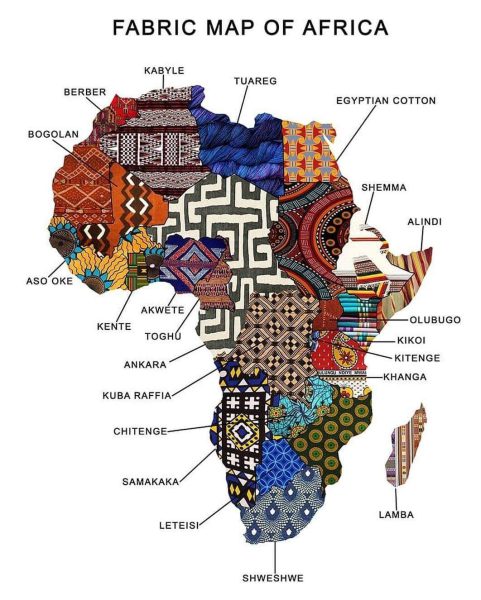 FABRIC MAP OF AFRICA
KABYLE
TUAREG
BERBER
EGYPTIAN COTTON
BOGOLAN
SHEMMA
ALINDI
ASO OKE
AKWETE
KENTE
OLUBUGO
TOGHU
KIKOI
KITENGE
ANKARA
KHANGA
KUBA RAFFIA
CHITENGE
SAMAKAKA
LAMBA
LETEISI
SHWESHWE